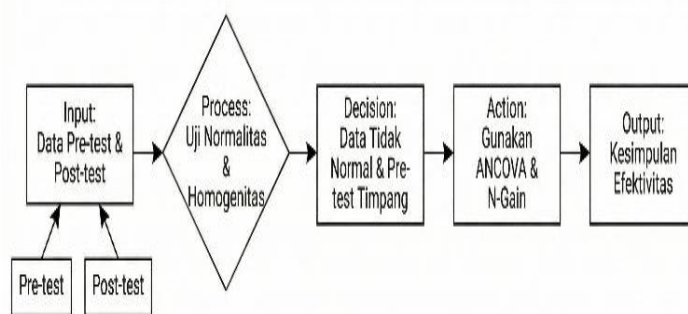 Input:
Data Pre-test &
Post-test
Pre-test
Post-test
Process:
Uji Normalitas
&
Homogenitas
Decision:
Data Tidak
Normal & Pre-
test Timpang
Action:
Gunakan
ANCOVA &
N-Gain
Output:
Kesimpulan
Efektivitas